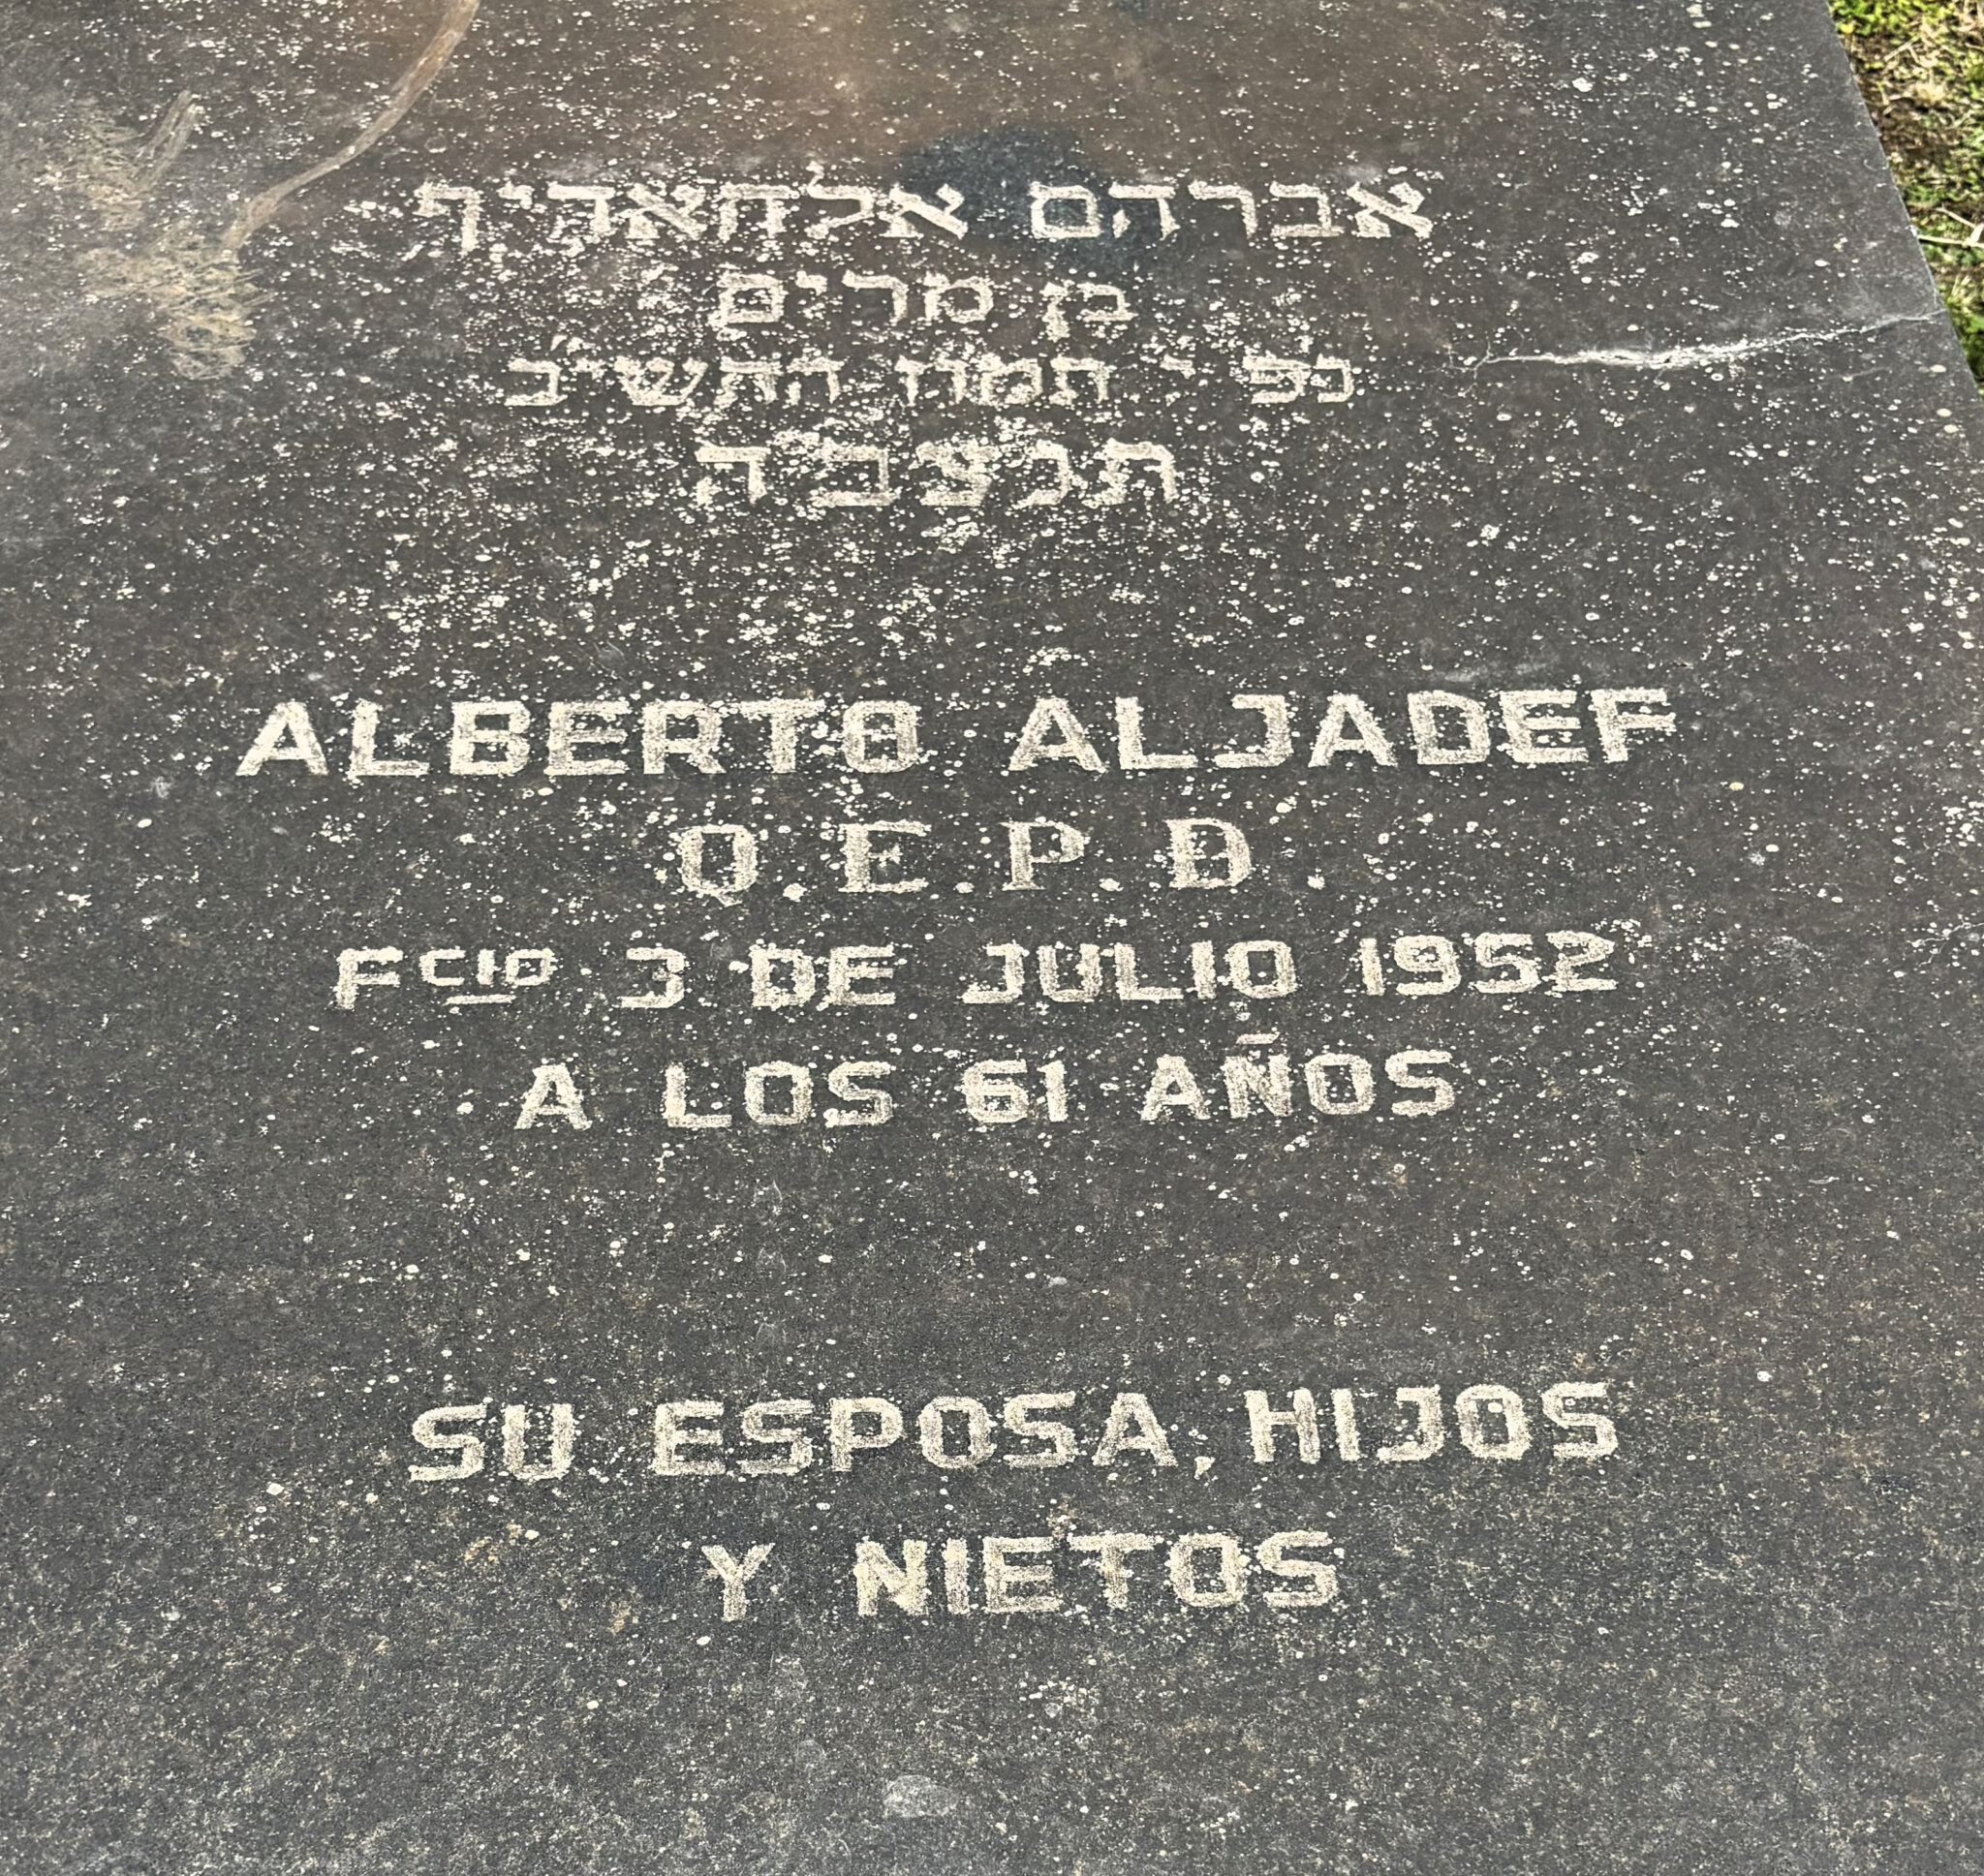 אברהם אלחאדיף
בן מרים
נפ י׳ תמוז התשי״ב
תנצבה
ALBERTO ALJADEF
Q.E.P.D.
Fcio 3 DE JULIO 1952
A LOS 61 AÑOS
SU ESPOSA, HIJOS
Y NIETOS